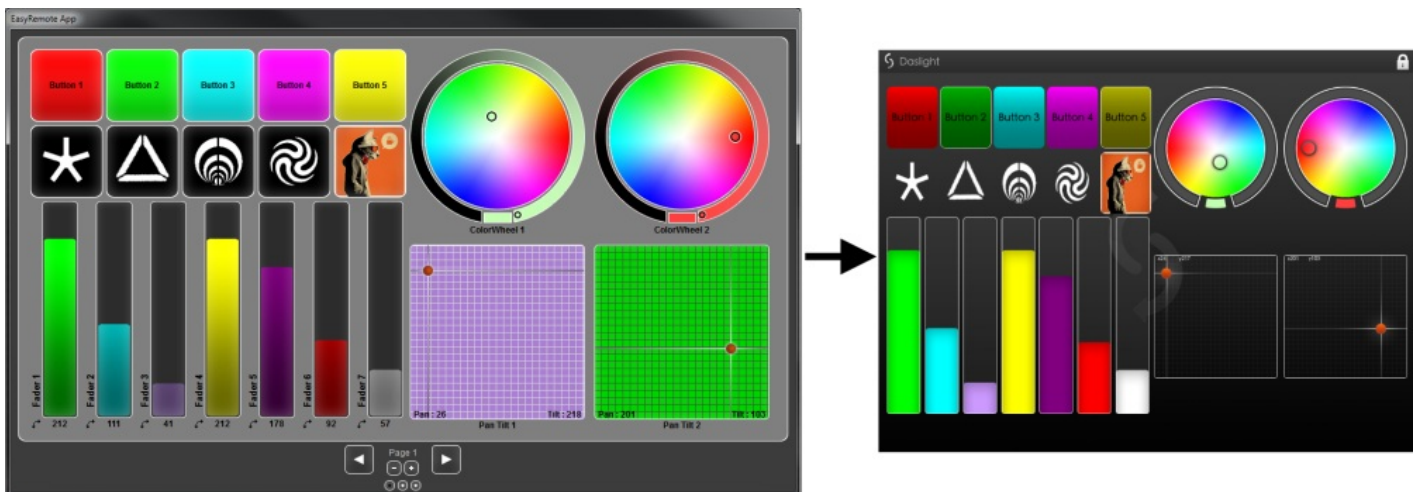 EasyRemote App
Button 1 Button 2 Button 3 Button 4 Button 5
Fader 1 Fader 2 Fader 3 Fader 4 Fader 5 Fader 6 Fader 7
212 111 41 212 178 92 57
ColorWheel 1 ColorWheel 2
Pan : 26 Tilt : 218 Pan : 201 Tilt : 103
Pan Tilt 1 Pan Tilt 2
Page 1
Daslight
Button 1 Button 2 Button 3 Button 4 Button 5